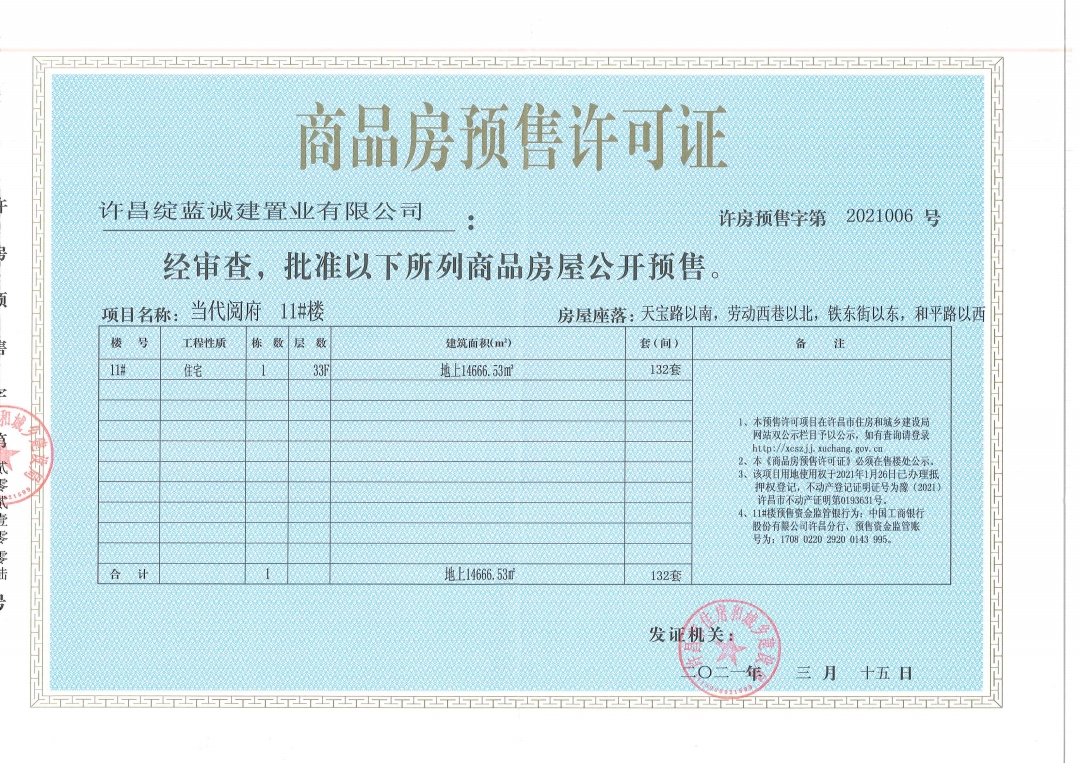 商品房预售许可证
许昌绽蓝诚建置业有限公司：
许房预售字第 2021006 号
经审查，批准以下所列商品房屋公开预售。
项目名称：当代阅府 11#楼
房屋座落：天宝路以南，劳动西巷以北，铁东街以东，和平路以西
楼 号 工程性质 栋 数 层 数 建筑面积(m²) 套(间) 备 注
11# 住宅 1 33F 地上14666.53㎡ 132套
1、本预售许可项目在许昌市住房和城乡建设局
网站双公示栏目予以公示，如有查询请登录
http://xcszjj.xuchang.gov.cn
2、本《商品房预售许可证》必须在售楼处公示。
3、该项目用地使用权于2021年1月26日已办理抵
押权登记，不动产登记证明证号为豫（2021）
许昌市不动产证明第0193631号。
4、11#楼预售资金监管银行为：中国工商银行
股份有限公司许昌分行，预售资金监管账
号为：1708 0220 2920 0143 995。
合 计 1 地上14666.53㎡ 132套
发证机关：
二〇二一年 三 月 十五 日